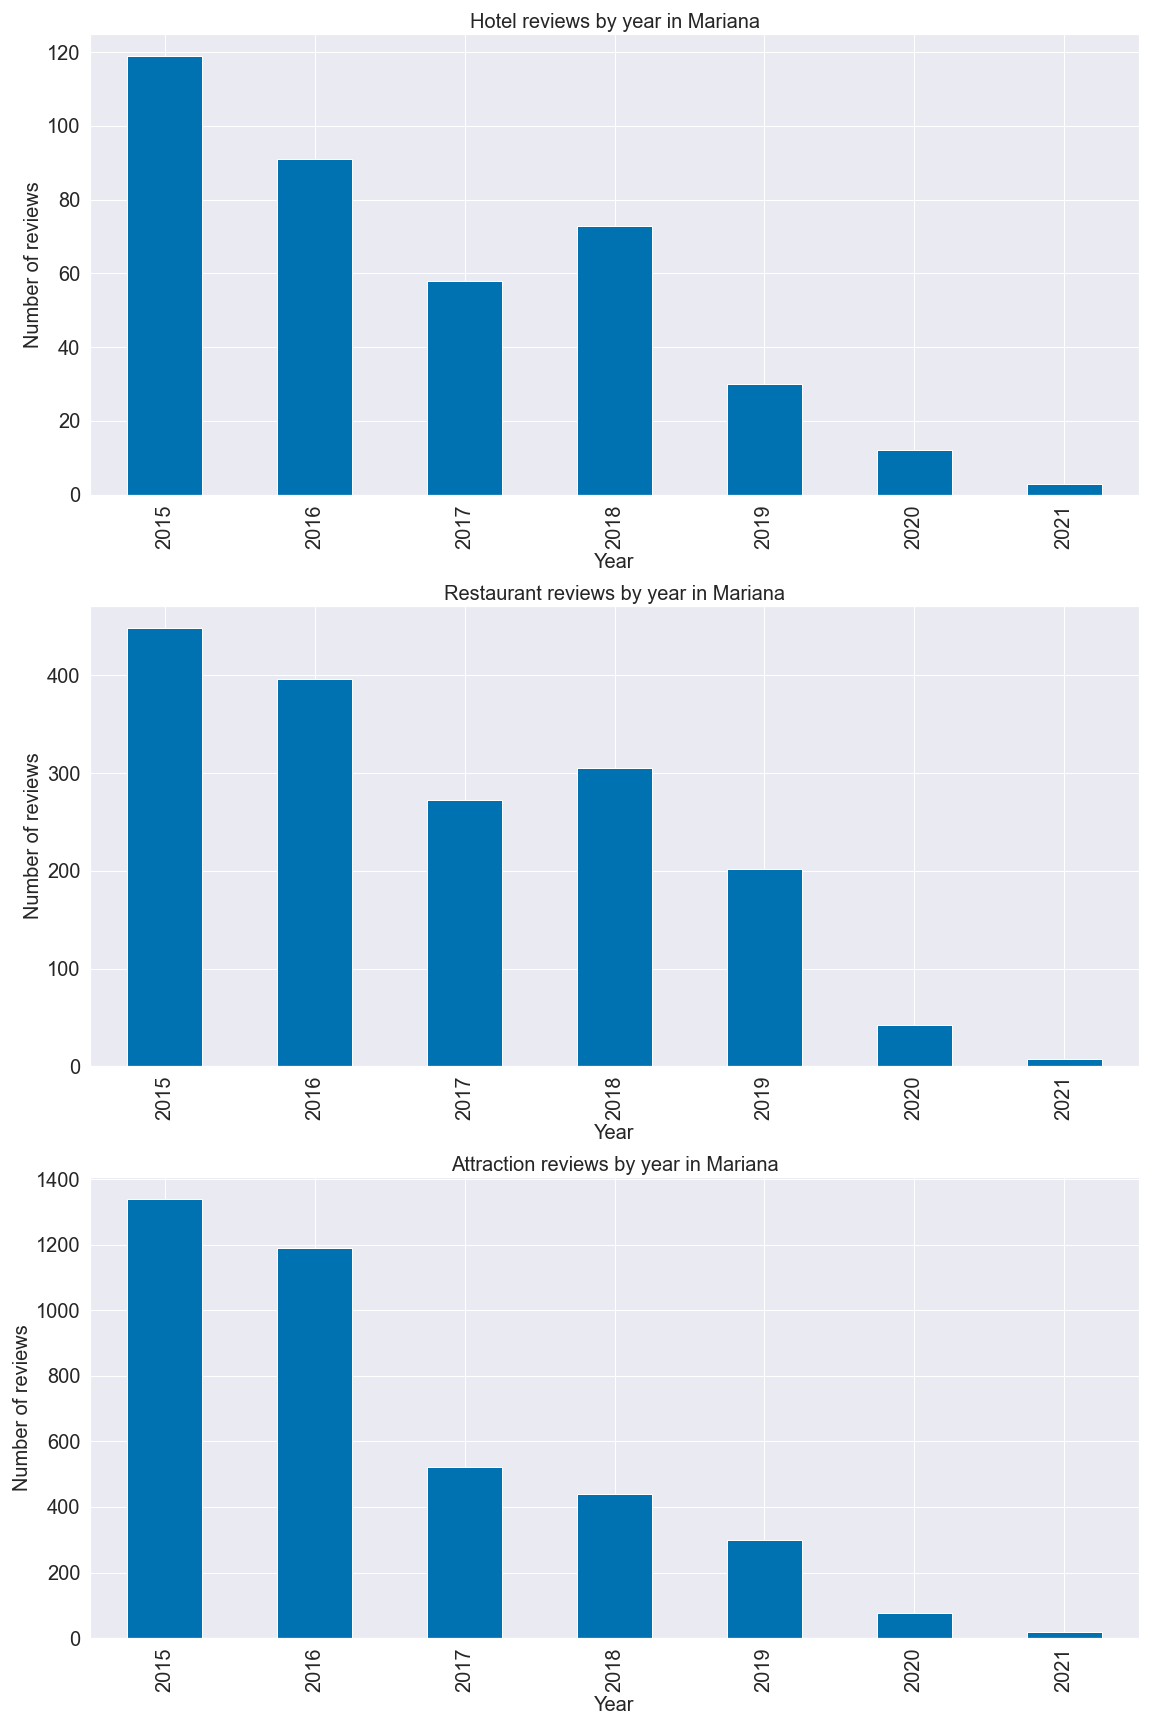 Hotel reviews by year in Mariana
120
100
80
60
40
20
0
Number of reviews
2015 2016 2017 2018 2019 2020 2021
Year
Restaurant reviews by year in Mariana
400
300
200
100
0
Number of reviews
2015 2016 2017 2018 2019 2020 2021
Year
Attraction reviews by year in Mariana
1400
1200
1000
800
600
400
200
0
Number of reviews
2015 2016 2017 2018 2019 2020 2021
Year